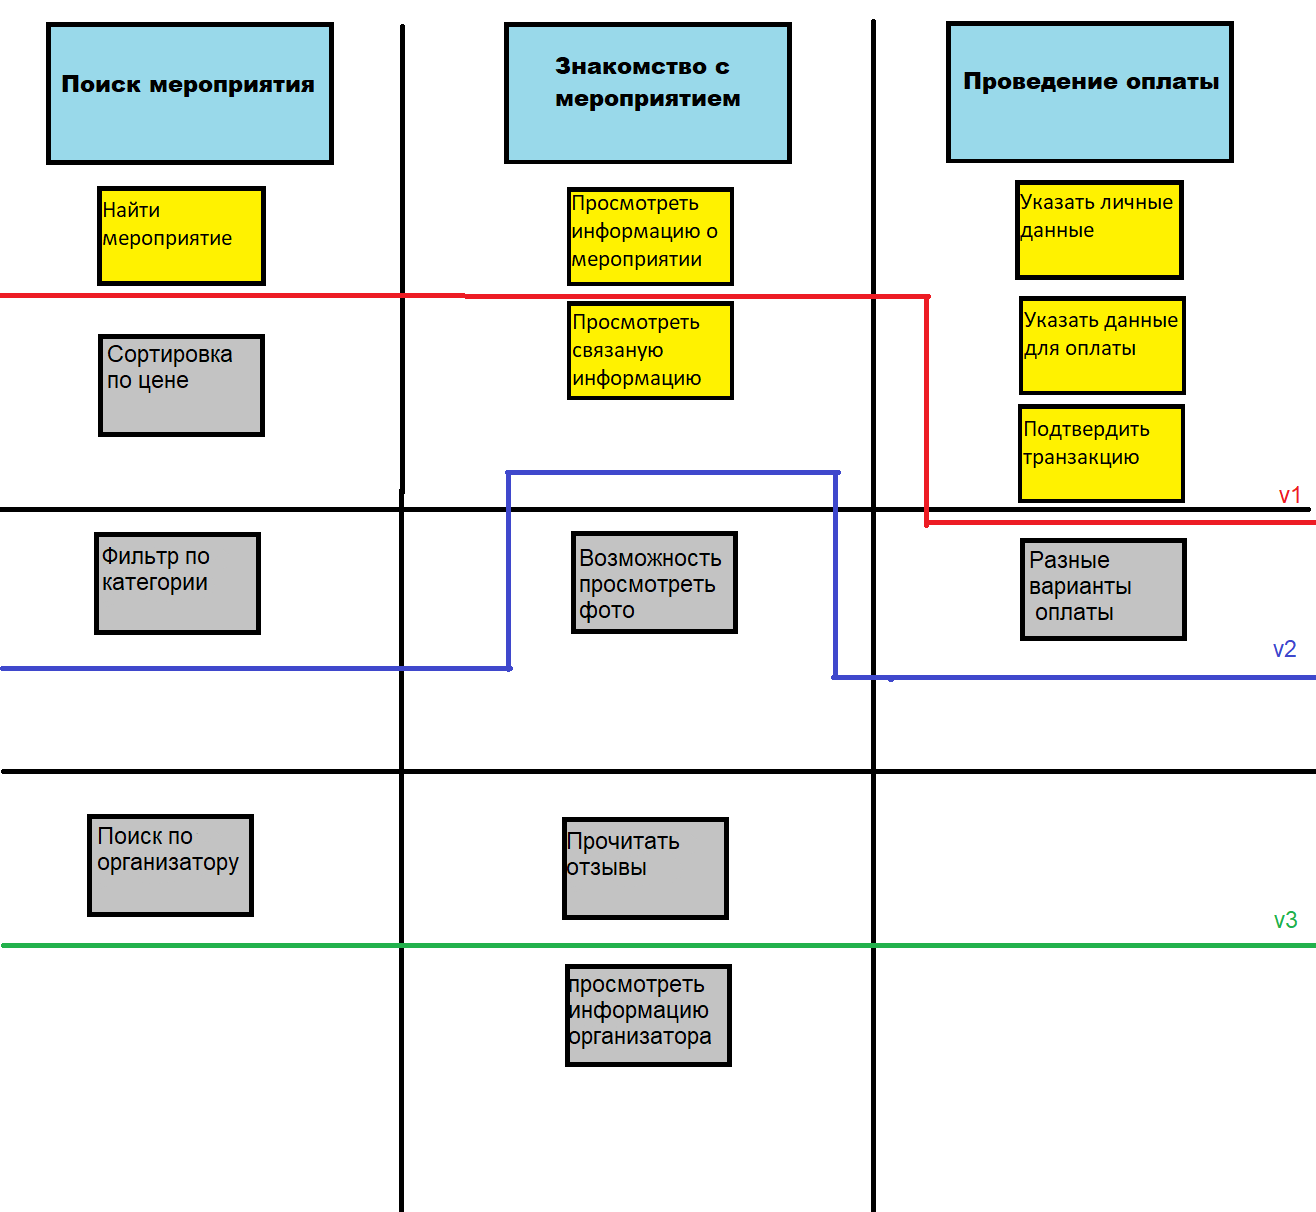 Поиск мероприятия
Знакомство с
мероприятием
Проведение оплаты
Найти
мероприятие
Просмотреть
информацию о
мероприятии
Указать личные
данные
Сортировка
по цене
Просмотреть
связаную
информацию
Указать данные
для оплаты
Подтвердить
транзакцию
v1
Фильтр по
категории
Возможность
просмотреть
фото
Разные
варианты
оплаты
v2
Поиск по
организатору
Прочитать
отзывы
v3
просмотреть
информацию
организатора